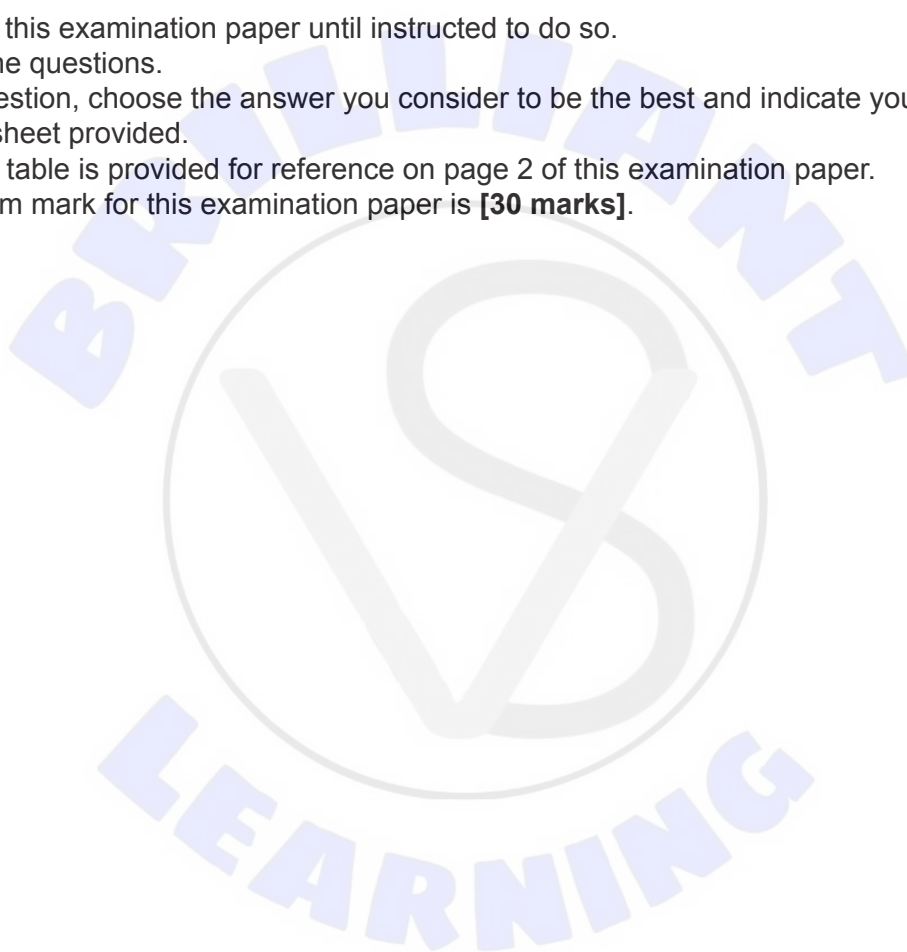 this examination paper until instructed to do so.
ne questions.
estion, choose the answer you consider to be the best and indicate you
sheet provided.
table is provided for reference on page 2 of this examination paper.
m mark for this examination paper is [30 marks].
BRILLIANT
VS
LEARNING